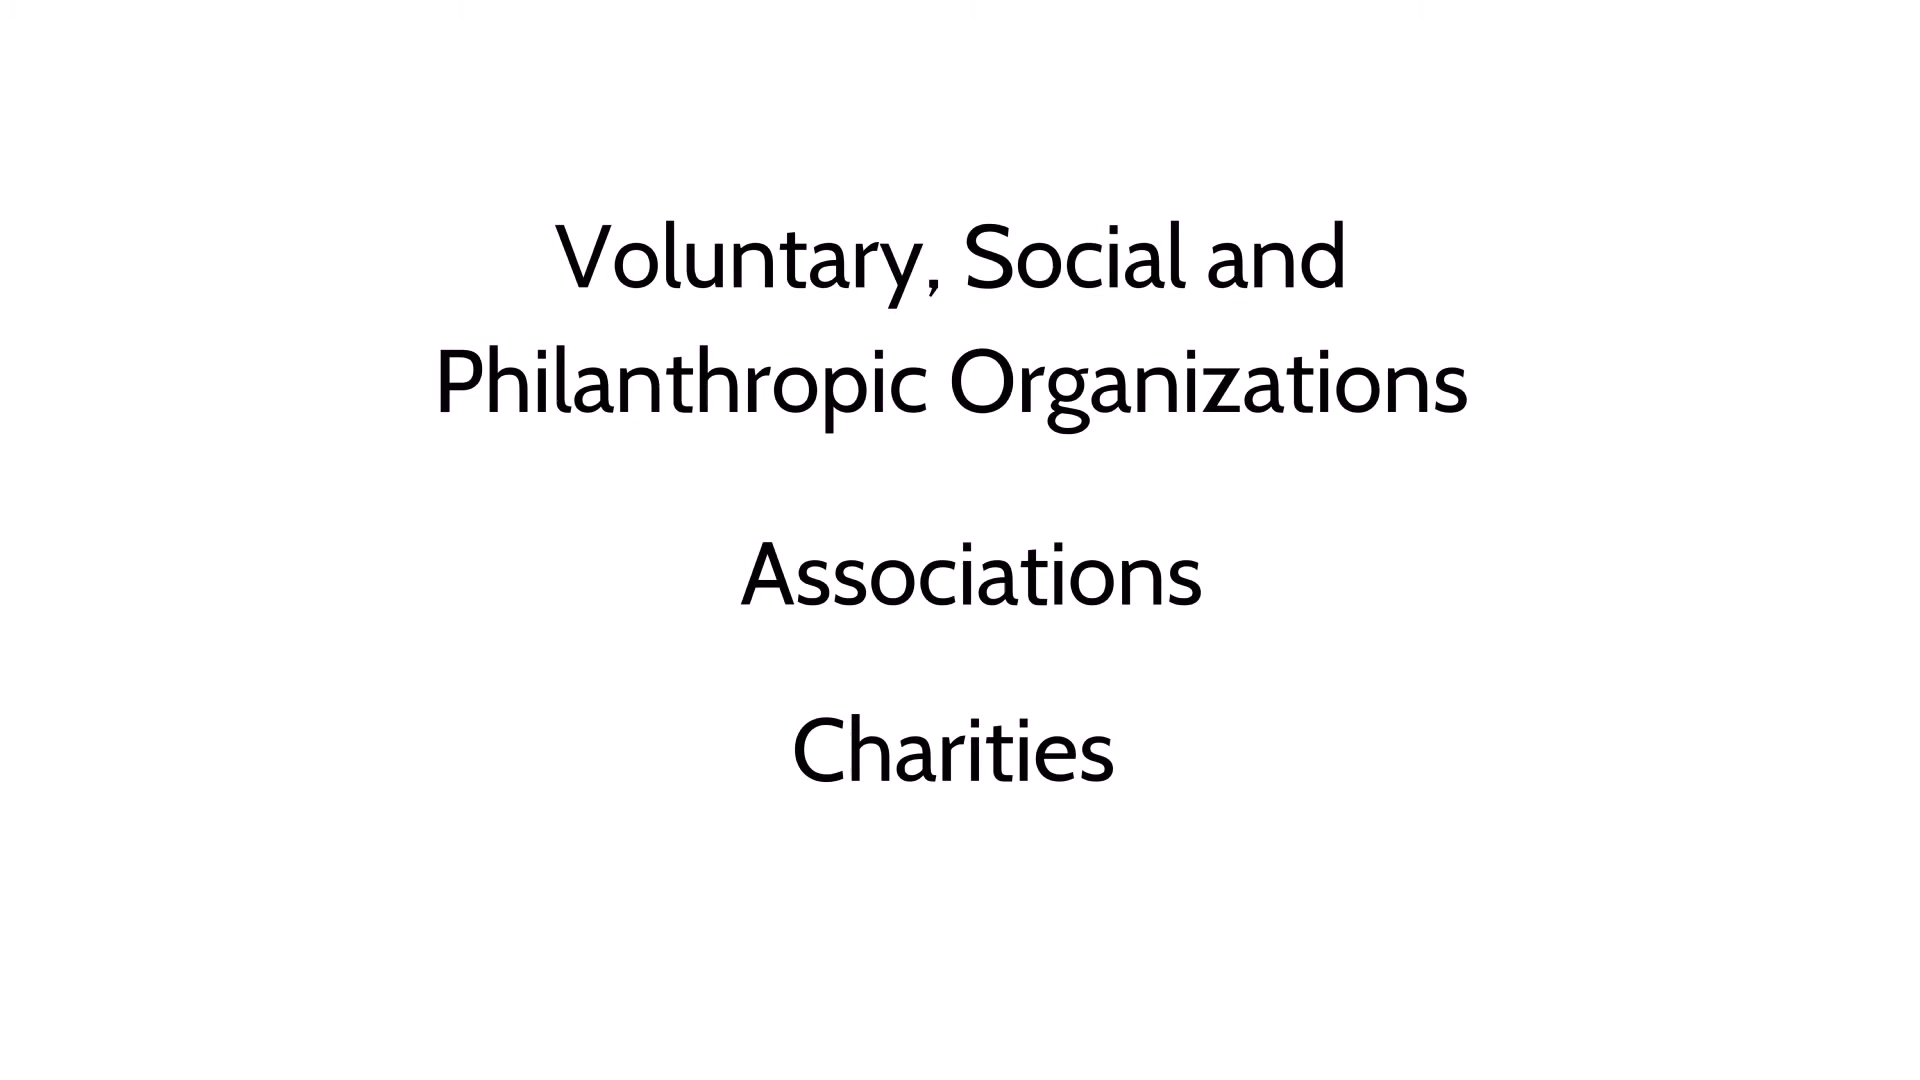 Voluntary, Social and
Philanthropic Organizations
Associations
Charities